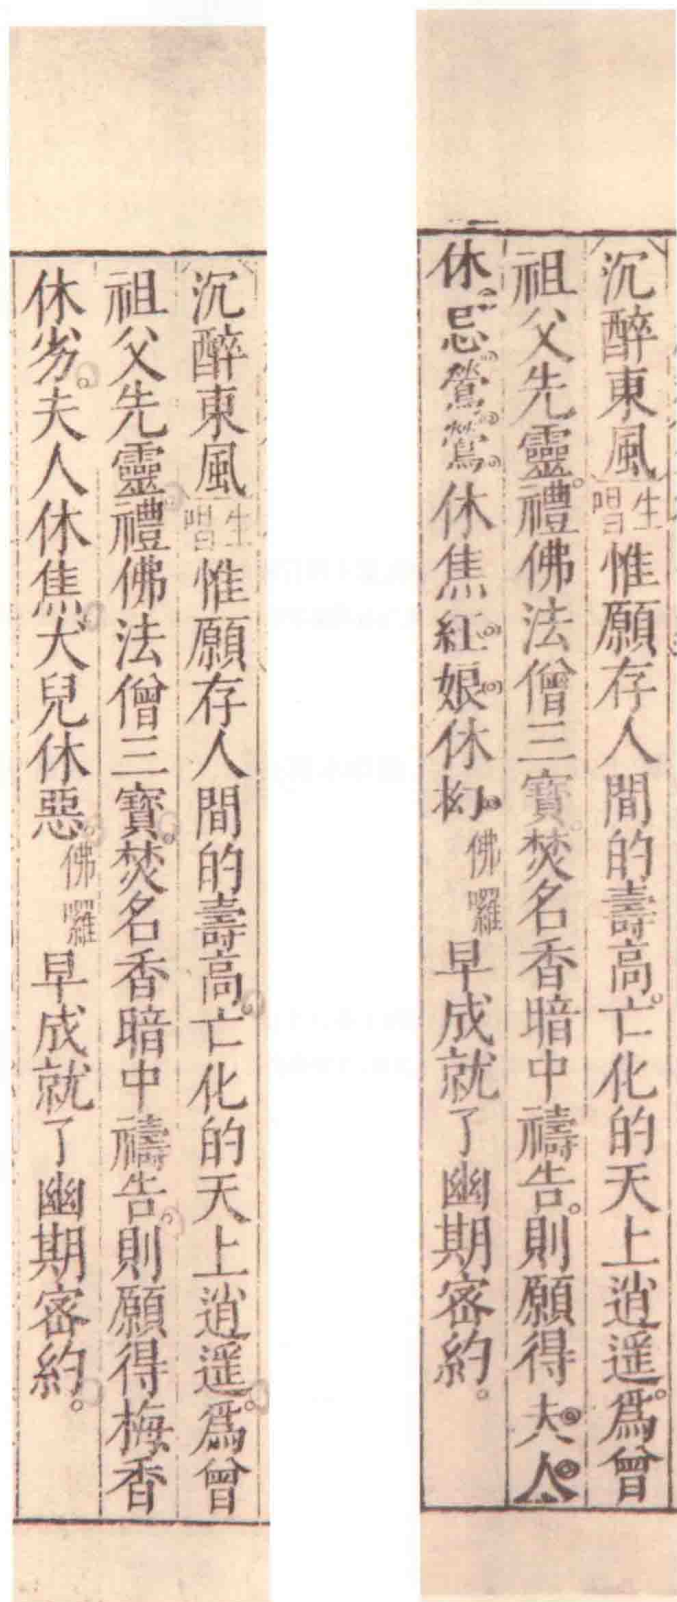 沉醉東風生唱惟願存人間的壽高。亡化的天上逍遥。爲曾
祖父先靈。禮佛法僧三寶。焚名香暗中禱告。則願得夫人
休忌。鶯鶯休焦。紅娘休㓜。佛囉早成就了幽期密約。
沉醉東風生唱惟願存人間的壽高。亡化的天上逍遥。爲曾
祖父先靈禮佛法僧三寶。焚名香暗中禱告。則願得梅香
休劣。夫人休焦。犬兒休惡。佛囉早成就了幽期密約。